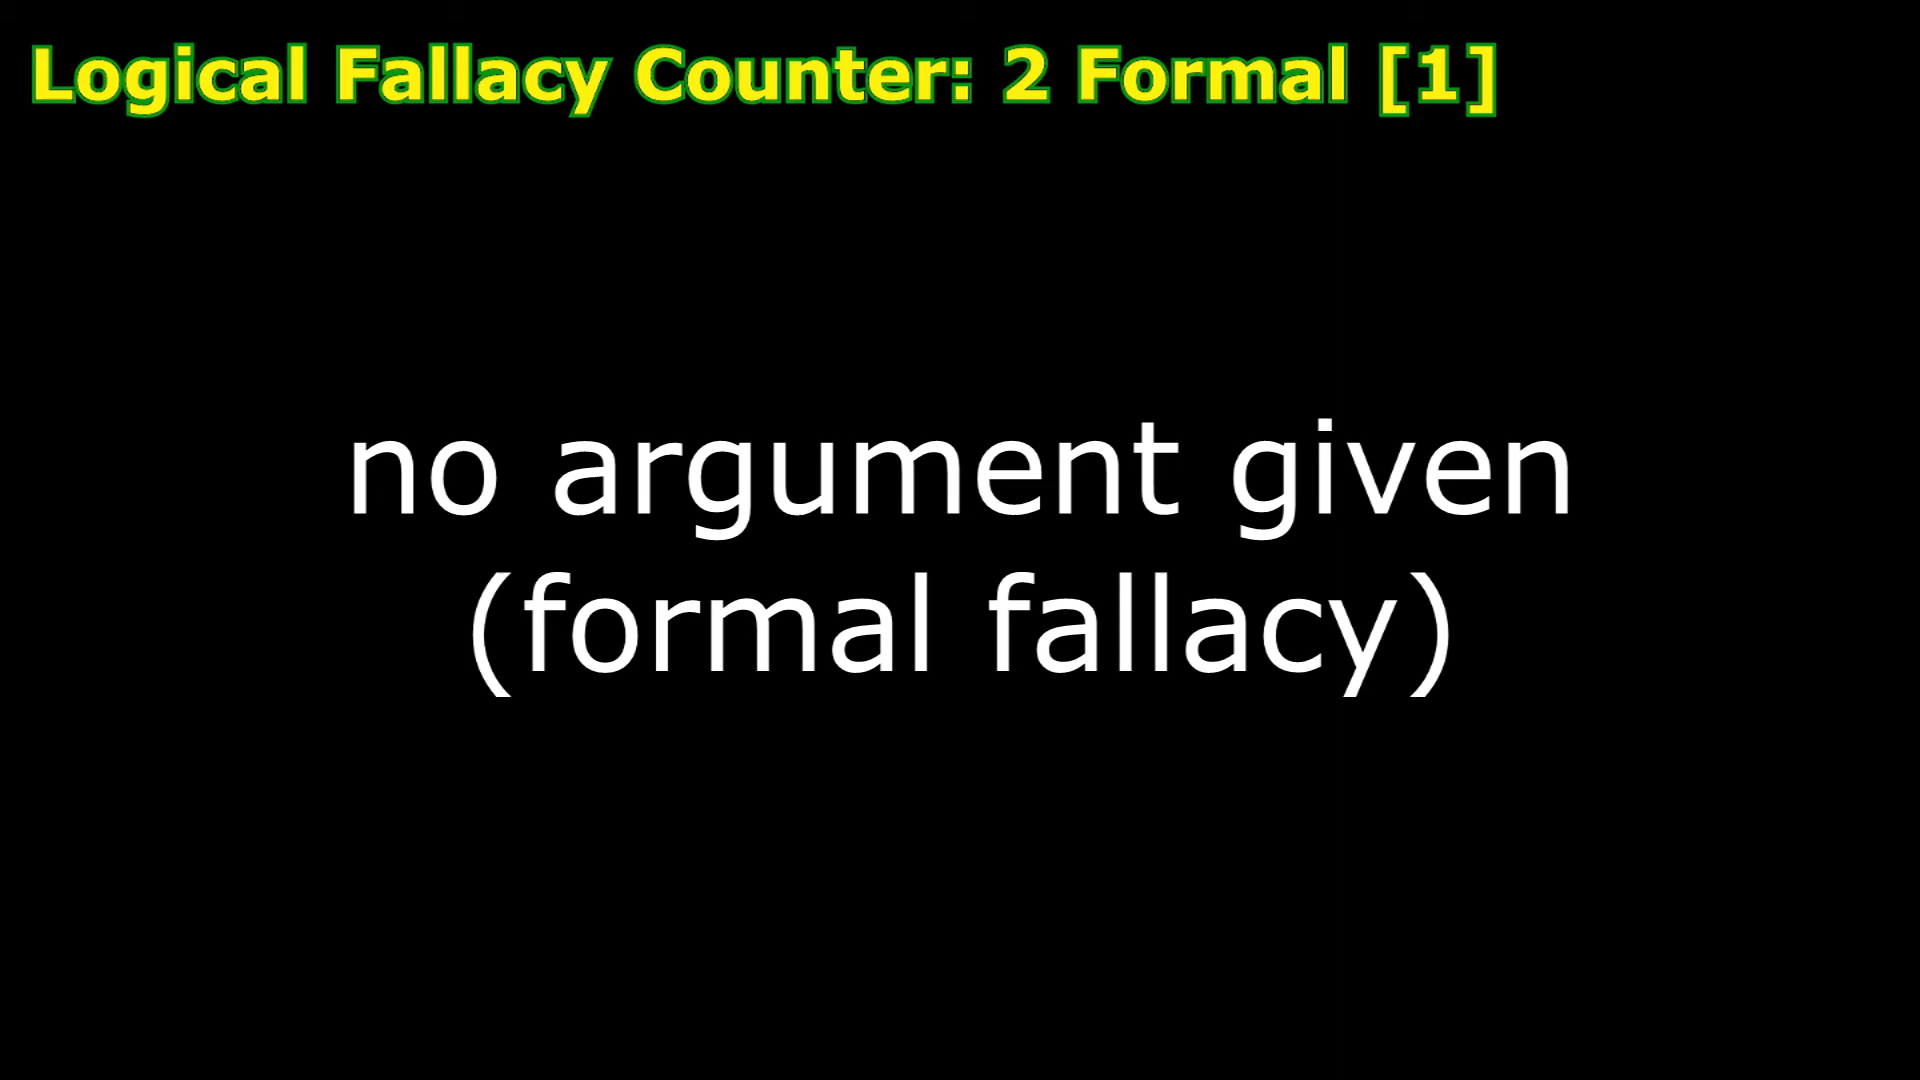 Logical Fallacy Counter: 2 Formal [1]
no argument given
(formal fallacy)